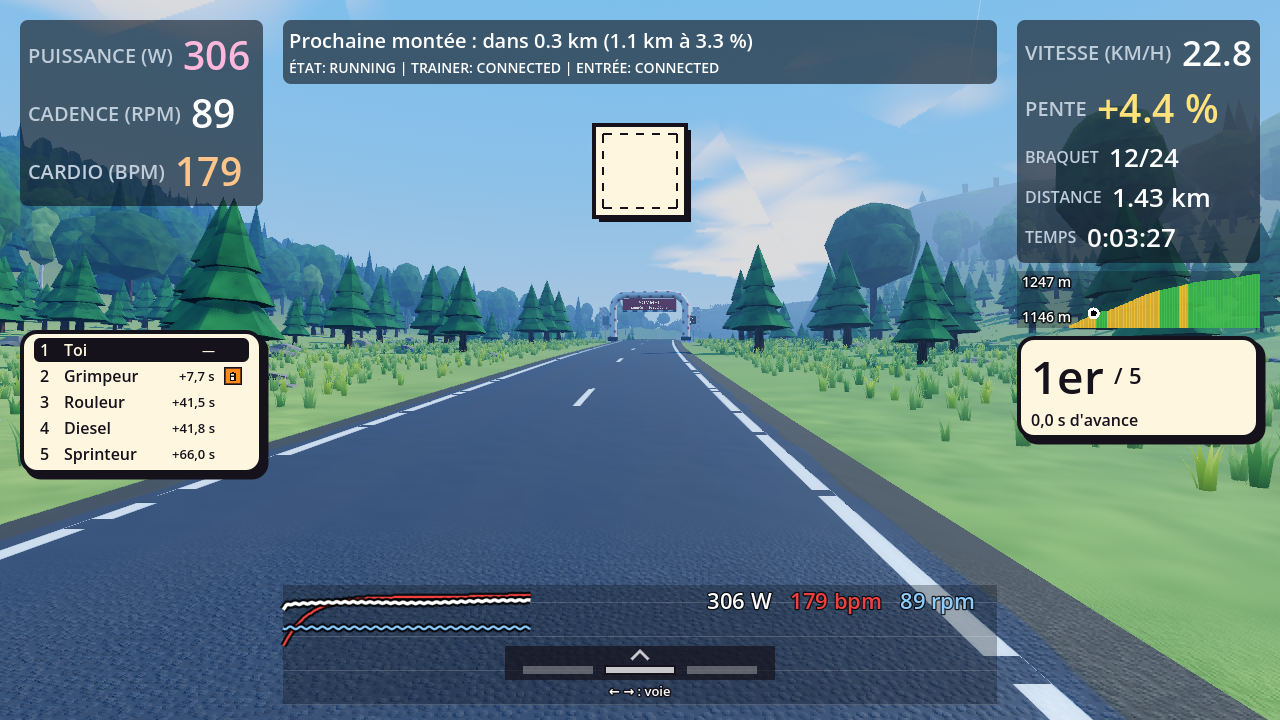 PUISSANCE (W) 306
CADENCE (RPM) 89
CARDIO (BPM) 179
Prochaine montée : dans 0.3 km (1.1 km à 3.3 %)
ÉTAT: RUNNING | TRAINER: CONNECTED | ENTRÉE: CONNECTED
VITESSE (KM/H) 22.8
PENTE +4.4 %
BRAQUET 12/24
DISTANCE 1.43 km
TEMPS 0:03:27
1247 m
1146 m
SOMMET
1 Toi —
2 Grimpeur +7,7 s
3 Rouleur +41,5 s
4 Diesel +41,8 s
5 Sprinteur +66,0 s
1er / 5
0,0 s d'avance
306 W 179 bpm 89 rpm
← → : voie